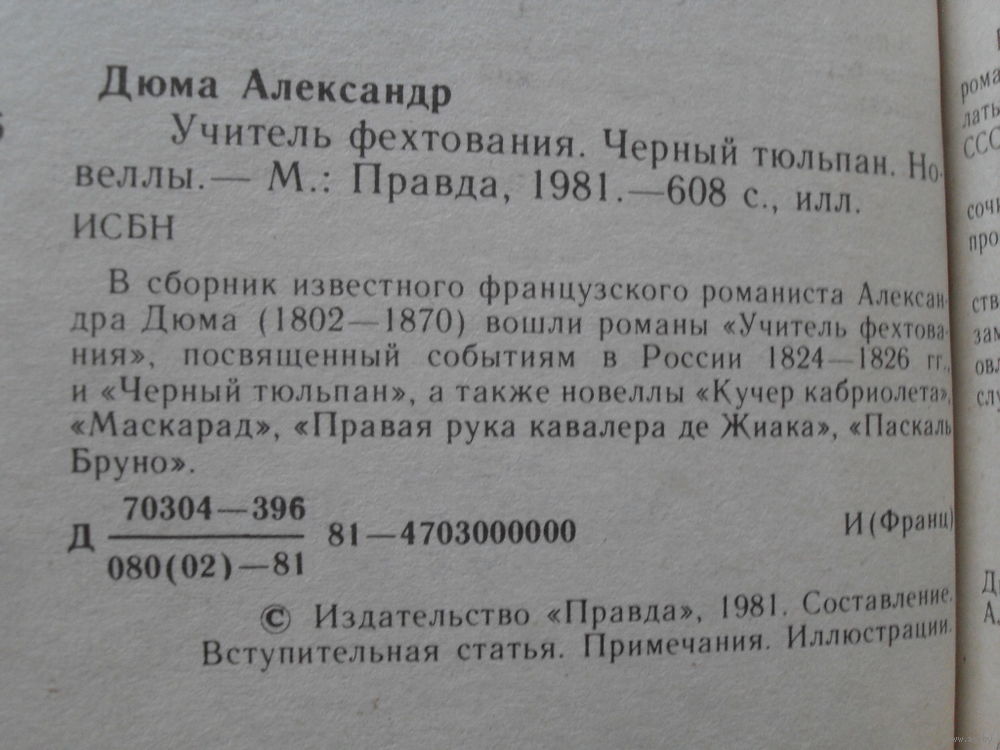 Дюма Александр
Учитель фехтования. Черный тюльпан. Но-
веллы.— М.: Правда, 1981.—608 с., илл.
ИСБН
В сборник известного французского романиста Алексан-
дра Дюма (1802—1870) вошли романы «Учитель фехтова-
ния», посвященный событиям в России 1824—1826 гг.,
и «Черный тюльпан», а также новеллы «Кучер кабриолета»,
«Маскарад», «Правая рука кавалера де Жиака», «Паскаль
Бруно».
70304—396
Д 81—4703000000 И(Франц)
080(02)—81
© Издательство «Правда», 1981. Составление.
Вступительная статья. Примечания. Иллюстрации.